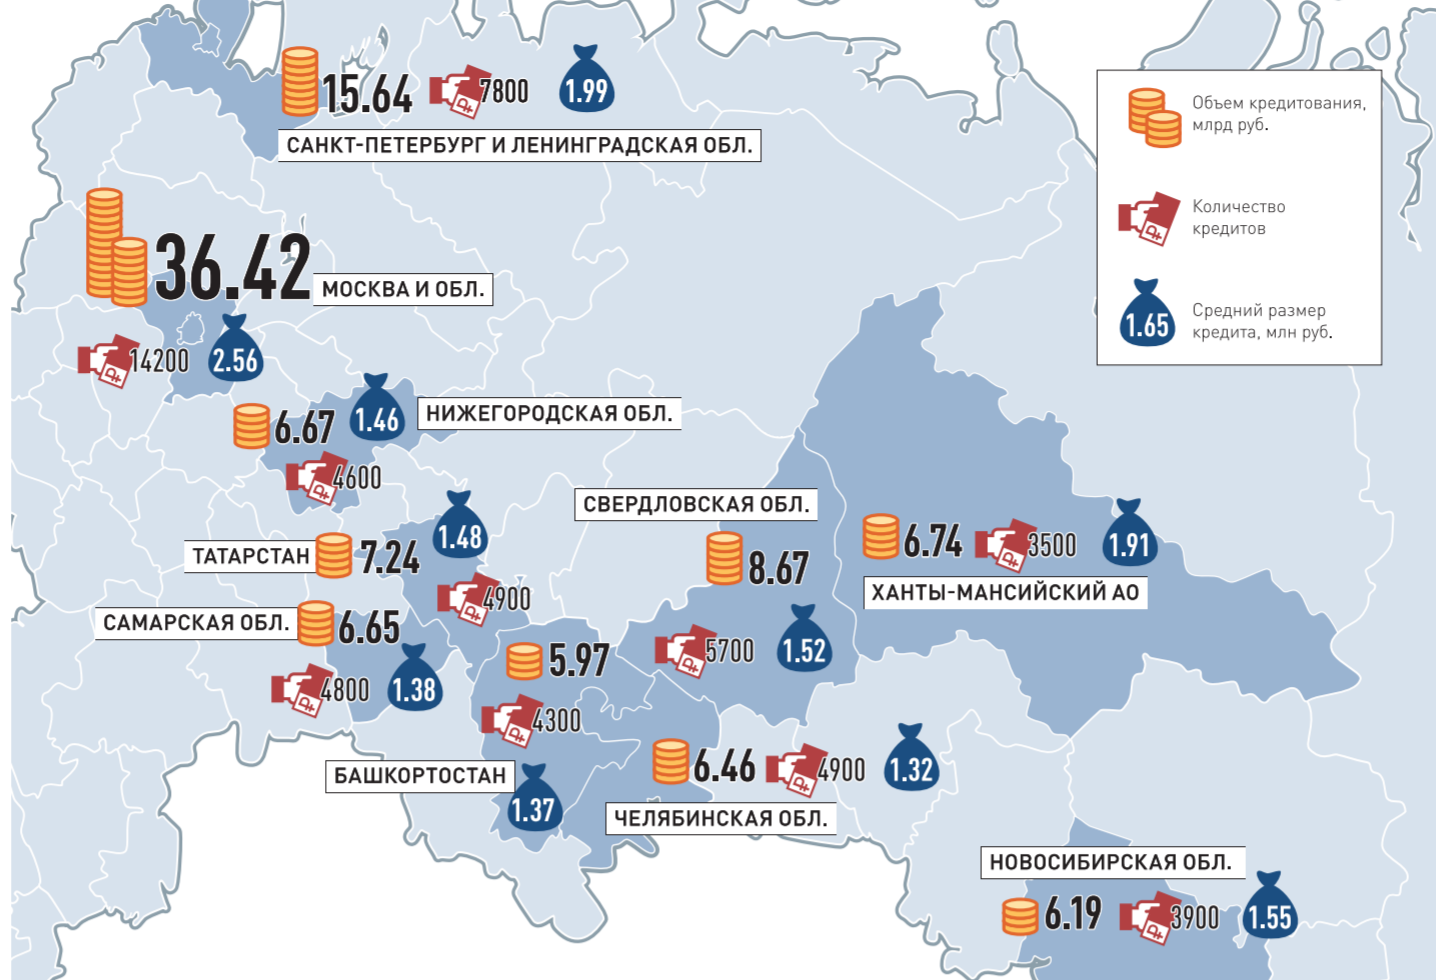 15.64
7800
1.99
САНКТ-ПЕТЕРБУРГ И ЛЕНИНГРАДСКАЯ ОБЛ.
Объем кредитования,
млрд руб.
Количество
кредитов
1.65
Средний размер
кредита, млн руб.
36.42
МОСКВА И ОБЛ.
14200
2.56
6.67
1.46
НИЖЕГОРОДСКАЯ ОБЛ.
4600
ТАТАРСТАН
7.24
1.48
4900
СВЕРДЛОВСКАЯ ОБЛ.
8.67
5700
1.52
6.74
3500
1.91
ХАНТЫ-МАНСИЙСКИЙ АО
САМАРСКАЯ ОБЛ.
6.65
4800
1.38
5.97
4300
БАШКОРТОСТАН
1.37
6.46
4900
1.32
ЧЕЛЯБИНСКАЯ ОБЛ.
НОВОСИБИРСКАЯ ОБЛ.
6.19
3900
1.55